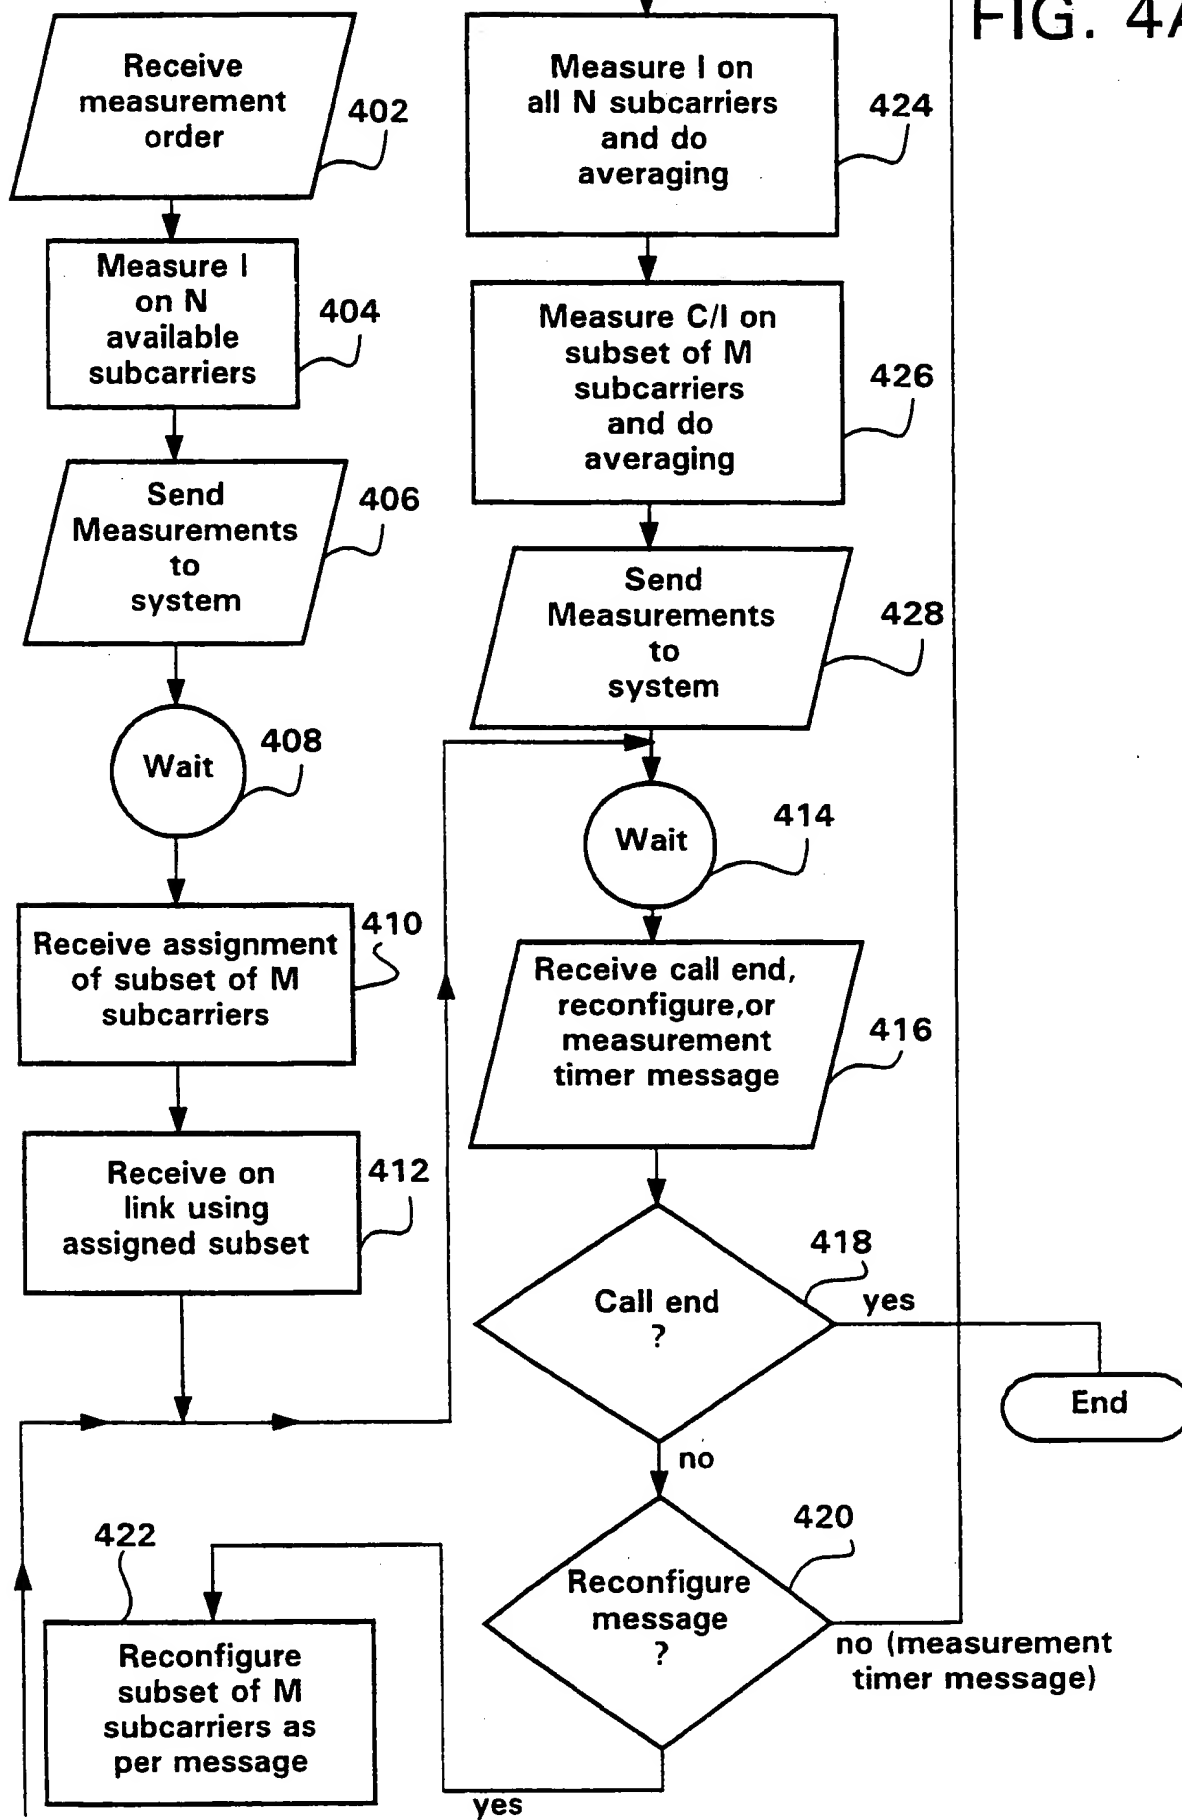 FIG. 4A
Receive
measurement
order
402
Measure I
on N
available
subcarriers
404
Send
Measurements
to
system
406
Wait
408
Receive assignment
of subset of M
subcarriers
410
Receive on
link using
assigned subset
412
422
Reconfigure
subset of M
subcarriers as
per message
Measure I on
all N subcarriers
and do
averaging
424
Measure C/I on
subset of M
subcarriers
and do
averaging
426
Send
Measurements
to
system
428
Wait
414
Receive call end,
reconfigure,or
measurement
timer message
416
Call end
?
418
yes
End
no
Reconfigure
message
?
420
no (measurement
timer message)
yes